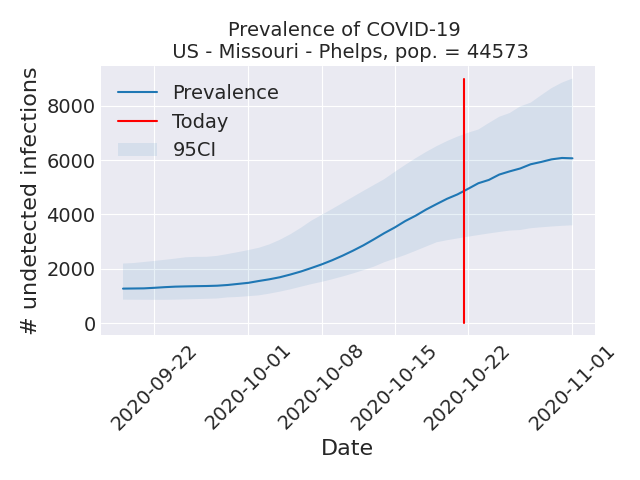 Prevalence of COVID-19
US - Missouri - Phelps, pop. = 44573
# undetected infections
8000
6000
4000
2000
0
Prevalence
Today
95CI
2020-09-22
2020-10-01
2020-10-08
2020-10-15
2020-10-22
2020-11-01
Date